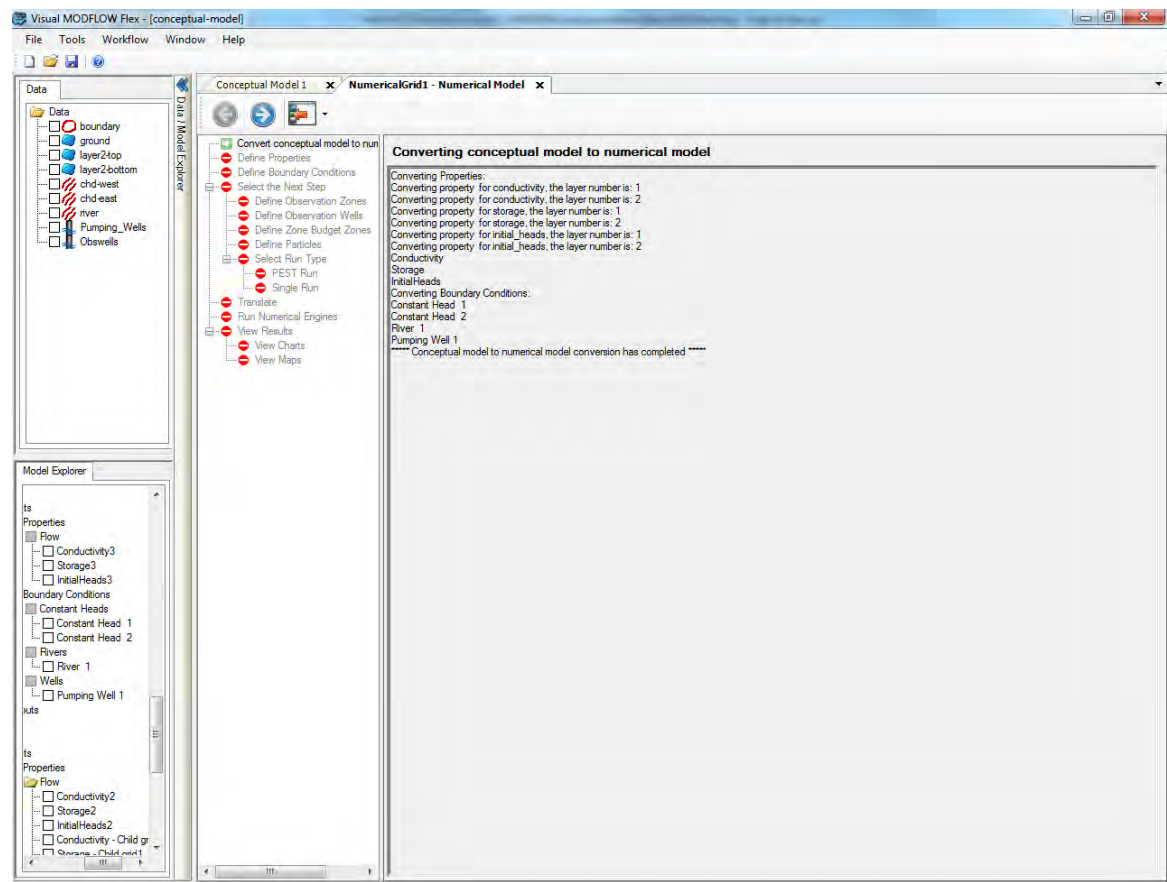 Visual MODFLOW Flex - [conceptual-model]
File Tools Workflow Window Help
Data
Data
boundary
ground
layer2-top
layer2-bottom
chd-west
chd-east
river
Pumping_Wells
Obswells
Data / Model Explorer
Model Explorer
ts
Properties
Flow
Conductivity3
Storage3
InitialHeads3
Boundary Conditions
Constant Heads
Constant Head 1
Constant Head 2
Rivers
River 1
Wells
Pumping Well 1
outs
ts
Properties
Flow
Conductivity2
Storage2
InitialHeads2
Conductivity - Child gr
Storage - Child grid1
Conceptual Model 1 X NumericalGrid1 - Numerical Model X
Convert conceptual model to num
Define Properties
Define Boundary Conditions
Select the Next Step
Define Observation Zones
Define Observation Wells
Define Zone Budget Zones
Define Particles
Select Run Type
PEST Run
Single Run
Translate
Run Numerical Engines
View Results
View Charts
View Maps
Converting conceptual model to numerical model
Converting Properties:
Converting property for conductivity, the layer number is: 1
Converting property for conductivity, the layer number is: 2
Converting property for storage, the layer number is: 1
Converting property for storage, the layer number is: 2
Converting property for initial_heads, the layer number is: 1
Converting property for initial_heads, the layer number is: 2
Conductivity
Storage
InitialHeads
Converting Boundary Conditions:
Constant Head 1
Constant Head 2
River 1
Pumping Well 1
***** Conceptual model to numerical model conversion has completed *****